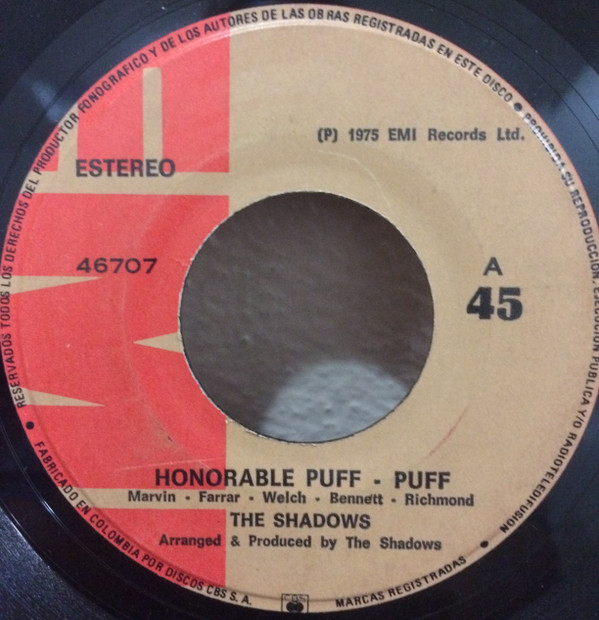 RESERVADOS TODOS LOS DERECHOS DEL PRODUCTOR FONOGRAFICO Y DE LOS AUTORES DE LAS OBRAS REGISTRADAS EN ESTE DISCO • PROHIBIDA SU REPRODUCCION, EJECUCION PUBLICA Y/O RADIOTELEDIFUSION •
(P) 1975 EMI Records Ltd.
ESTEREO
46707
A
45
HONORABLE PUFF - PUFF
Marvin - Farrar - Welch - Bennett - Richmond
THE SHADOWS
Arranged & Produced by The Shadows
• FABRICADO EN COLOMBIA POR DISCOS CBS S. A.
CBS
MARCAS REGISTRADAS